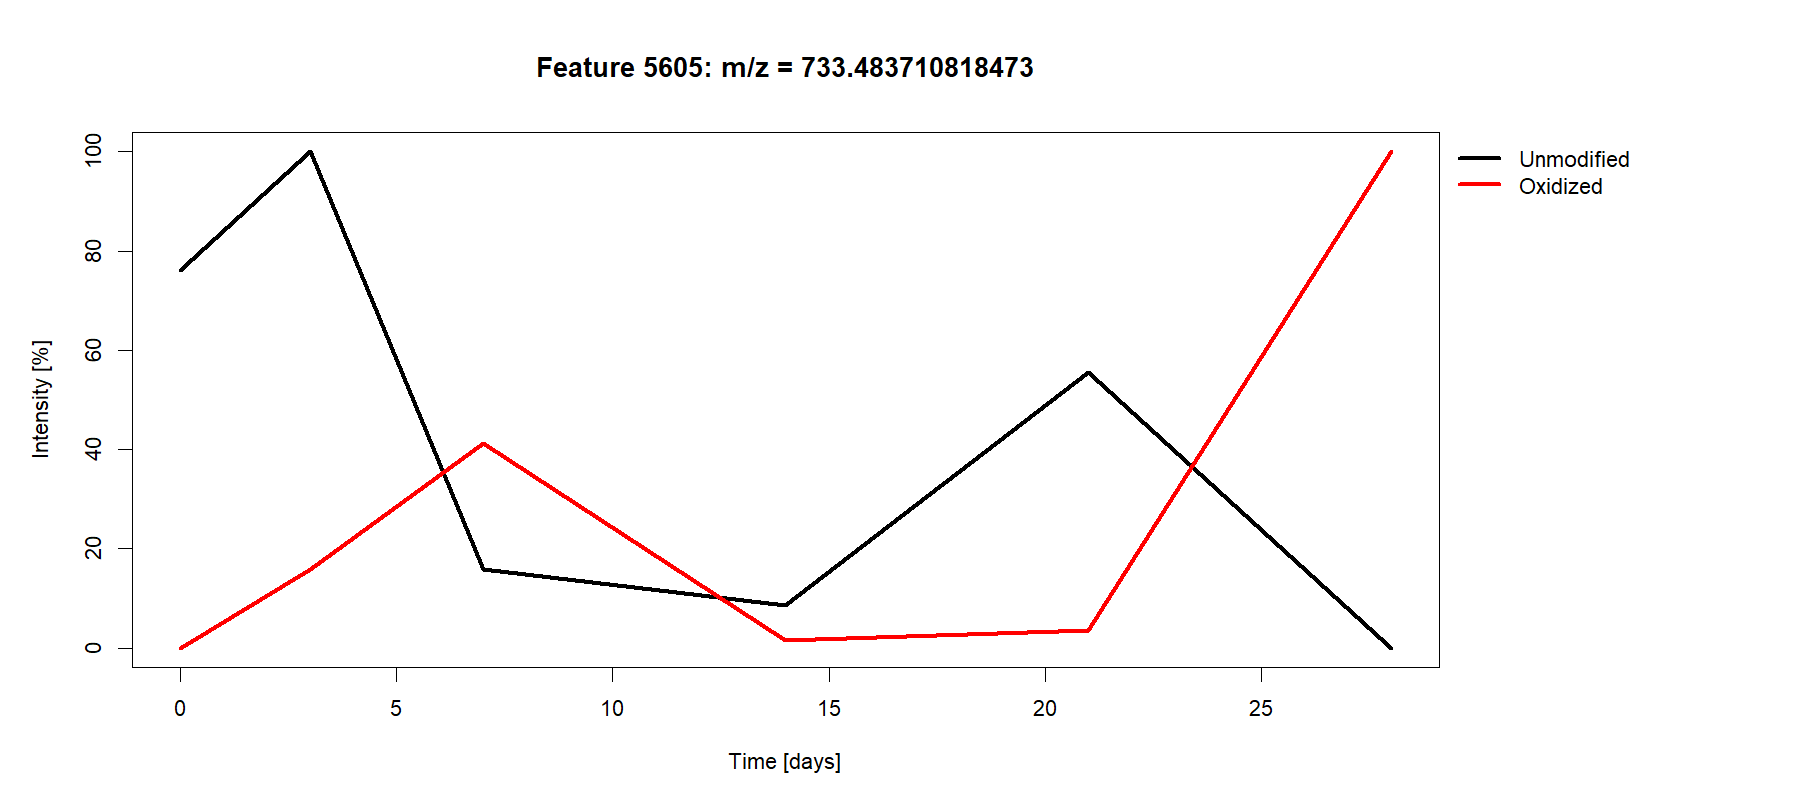 Feature 5605: m/z = 733.483710818473
100
80
60
40
20
0
Intensity [%]
0 5 10 15 20 25
Time [days]
Unmodified
Oxidized